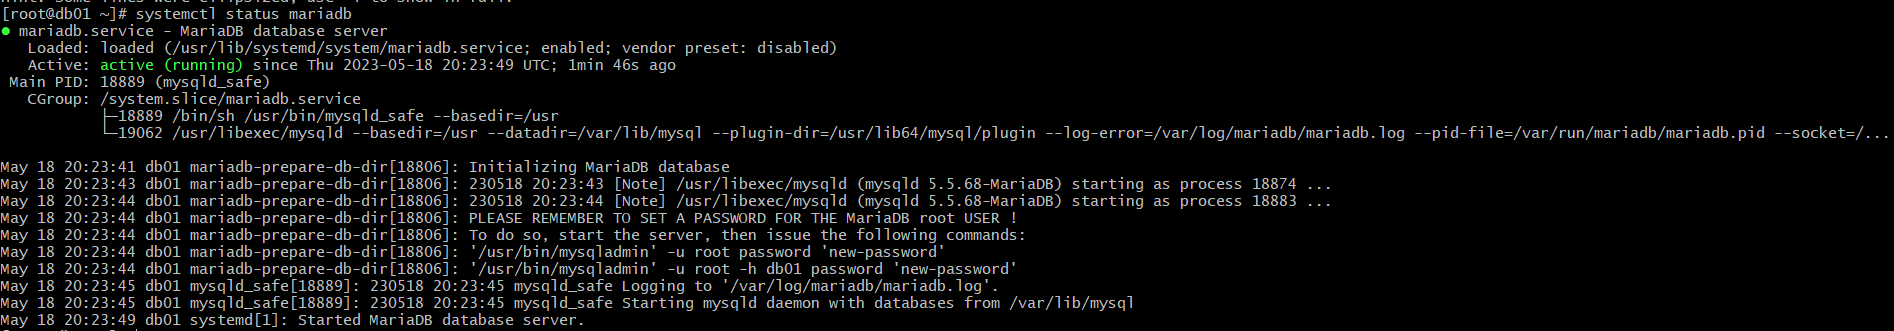 [root@db01 ~]# systemctl status mariadb
● mariadb.service - MariaDB database server
   Loaded: loaded (/usr/lib/systemd/system/mariadb.service; enabled; vendor preset: disabled)
   Active: active (running) since Thu 2023-05-18 20:23:49 UTC; 1min 46s ago
 Main PID: 18889 (mysqld_safe)
   CGroup: /system.slice/mariadb.service
           ├─18889 /bin/sh /usr/bin/mysqld_safe --basedir=/usr
           └─19062 /usr/libexec/mysqld --basedir=/usr --datadir=/var/lib/mysql --plugin-dir=/usr/lib64/mysql/plugin --log-error=/var/log/mariadb/mariadb.log --pid-file=/var/run/mariadb/mariadb.pid --socket=/...
May 18 20:23:41 db01 mariadb-prepare-db-dir[18806]: Initializing MariaDB database
May 18 20:23:43 db01 mariadb-prepare-db-dir[18806]: 230518 20:23:43 [Note] /usr/libexec/mysqld (mysqld 5.5.68-MariaDB) starting as process 18874 ...
May 18 20:23:44 db01 mariadb-prepare-db-dir[18806]: 230518 20:23:44 [Note] /usr/libexec/mysqld (mysqld 5.5.68-MariaDB) starting as process 18883 ...
May 18 20:23:44 db01 mariadb-prepare-db-dir[18806]: PLEASE REMEMBER TO SET A PASSWORD FOR THE MariaDB root USER !
May 18 20:23:44 db01 mariadb-prepare-db-dir[18806]: To do so, start the server, then issue the following commands:
May 18 20:23:44 db01 mariadb-prepare-db-dir[18806]: '/usr/bin/mysqladmin' -u root password 'new-password'
May 18 20:23:44 db01 mariadb-prepare-db-dir[18806]: '/usr/bin/mysqladmin' -u root -h db01 password 'new-password'
May 18 20:23:45 db01 mysqld_safe[18889]: 230518 20:23:45 mysqld_safe Logging to '/var/log/mariadb/mariadb.log'.
May 18 20:23:45 db01 mysqld_safe[18889]: 230518 20:23:45 mysqld_safe Starting mysqld daemon with databases from /var/lib/mysql
May 18 20:23:49 db01 systemd[1]: Started MariaDB database server.